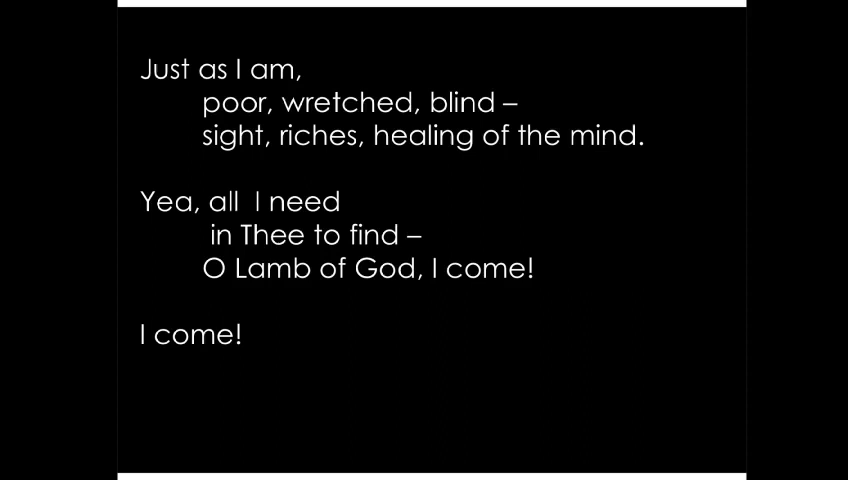 Just as I am,
poor, wretched, blind –
sight, riches, healing of the mind.
Yea, all I need
in Thee to find –
O Lamb of God, I come!
I come!